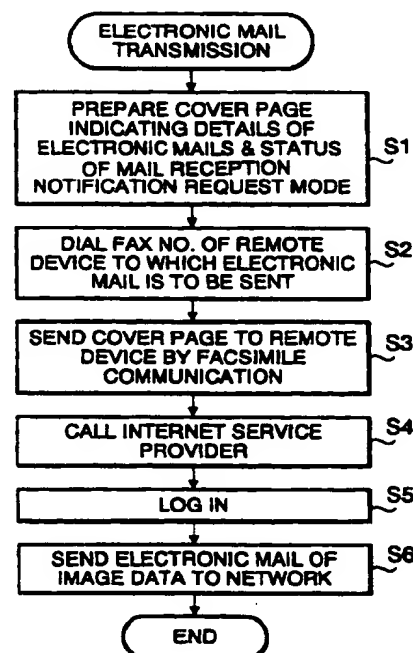 ELECTRONIC MAIL
TRANSMISSION
PREPARE COVER PAGE
INDICATING DETAILS OF
ELECTRONIC MAILS & STATUS
OF MAIL RECEPTION
NOTIFICATION REQUEST MODE
S1
DIAL FAX NO. OF REMOTE
DEVICE TO WHICH ELECTRONIC
MAIL IS TO BE SENT
S2
SEND COVER PAGE TO REMOTE
DEVICE BY FACSIMILE
COMMUNICATION
S3
CALL INTERNET SERVICE
PROVIDER
S4
LOG IN
S5
SEND ELECTRONIC MAIL OF
IMAGE DATA TO NETWORK
S6
END